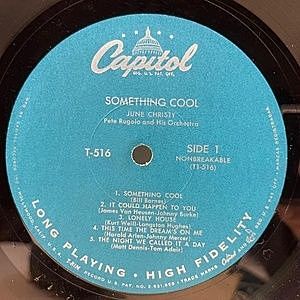 Capitol
REG. U.S. PAT. OFF.
SOMETHING COOL
JUNE CHRISTY
Pete Rugolo and His Orchestra
T-516
SIDE 1
NONBREAKABLE
(T1-516)
1. SOMETHING COOL
(Bill Barnes)
2. IT COULD HAPPEN TO YOU
(James Van Heusen-Johnny Burke)
3. LONELY HOUSE
(Kurt Weill-Langston Hughes)
4. THIS TIME THE DREAM'S ON ME
(Harold Arlen-Johnny Mercer)
5. THE NIGHT WE CALLED IT A DAY
(Matt Dennis-Tom Adair)
LONG PLAYING · HIGH FIDELITY